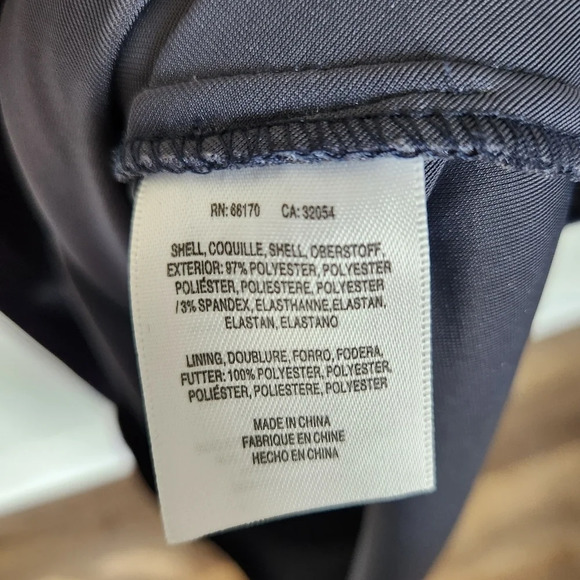 RN: 66170 CA: 32054
SHELL, COQUILLE, SHELL, OBERSTOFF,
EXTERIOR: 97% POLYESTER, POLYESTER
POLIÉSTER, POLIESTERE, POLYESTER
/ 3% SPANDEX, ELASTHANNE, ELASTAN,
ELASTAN, ELASTANO
LINING, DOUBLURE, FORRO, FODERA,
FUTTER: 100% POLYESTER, POLYESTER,
POLIÉSTER, POLIESTERE, POLYESTER
MADE IN CHINA
FABRIQUE EN CHINE
HECHO EN CHINA